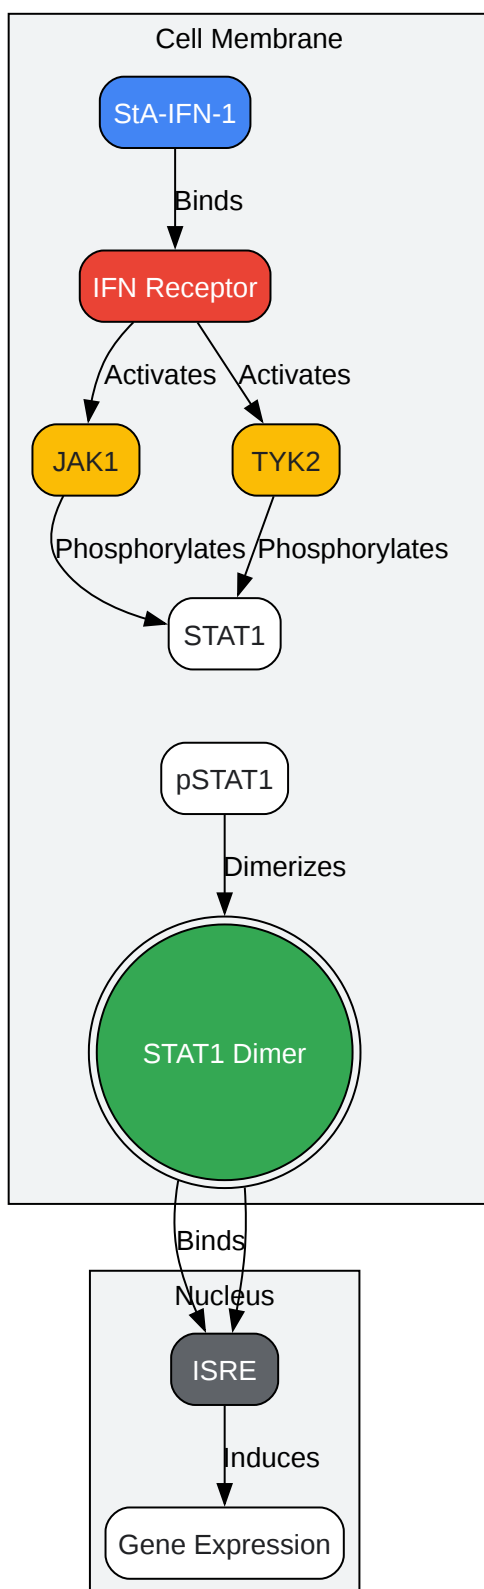 Cell Membrane
StA-IFN-1
Binds
IFN Receptor
Activates
Activates
JAK1
TYK2
Phosphorylates
Phosphorylates
STAT1
pSTAT1
Dimerizes
STAT1 Dimer
Binds
Nucleus
ISRE
Induces
Gene Expression